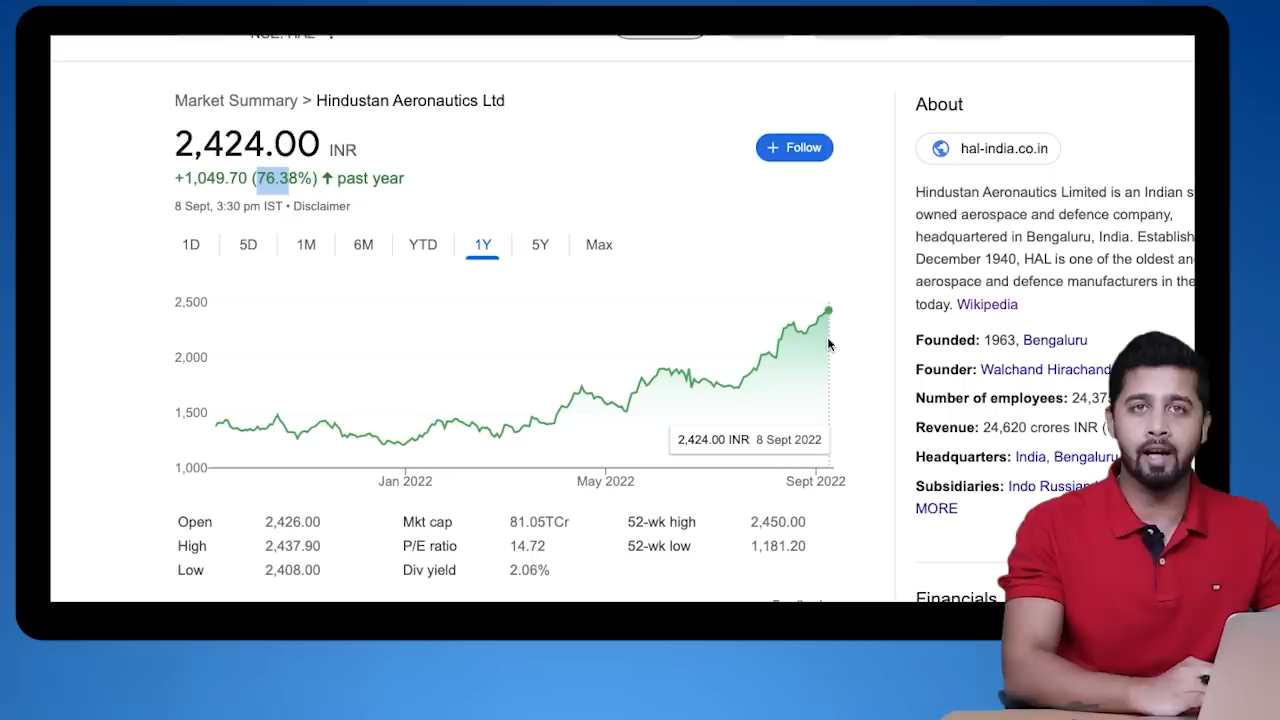 NSE: HAL
Market Summary > Hindustan Aeronautics Ltd
2,424.00 INR
+1,049.70 (76.38%) ↑ past year
8 Sept, 3:30 pm IST • Disclaimer
+ Follow
1D 5D 1M 6M YTD 1Y 5Y Max
2,500
2,000
1,500
1,000
2,424.00 INR 8 Sept 2022
Jan 2022 May 2022 Sept 2022
Open 2,426.00 Mkt cap 81.05TCr 52-wk high 2,450.00
High 2,437.90 P/E ratio 14.72 52-wk low 1,181.20
Low 2,408.00 Div yield 2.06%
About
hal-india.co.in
Hindustan Aeronautics Limited is an Indian s
owned aerospace and defence company,
headquartered in Bengaluru, India. Establish
December 1940, HAL is one of the oldest an
aerospace and defence manufacturers in the
today. Wikipedia
Founded: 1963, Bengaluru
Founder: Walchand Hirachand
Number of employees: 24,37
Revenue: 24,620 crores INR (
Headquarters: India, Bengaluru
Subsidiaries: Indo Russian
MORE
Financials